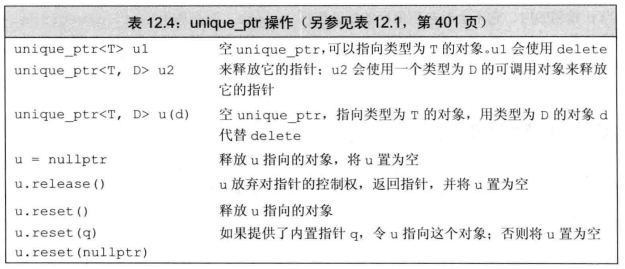 表 12.4：unique_ptr 操作（另参见表 12.1，第 401 页）
unique_ptr<T> u1 空 unique_ptr，可以指向类型为 T 的对象。u1 会使用 delete
unique_ptr<T, D> u2 来释放它的指针；u2 会使用一个类型为 D 的可调用对象来释放
它的指针
unique_ptr<T, D> u(d) 空 unique_ptr，指向类型为 T 的对象，用类型为 D 的对象 d
代替 delete
u = nullptr 释放 u 指向的对象，将 u 置为空
u.release() u 放弃对指针的控制权，返回指针，并将 u 置为空
u.reset() 释放 u 指向的对象
u.reset(q) 如果提供了内置指针 q，令 u 指向这个对象；否则将 u 置为空
u.reset(nullptr)